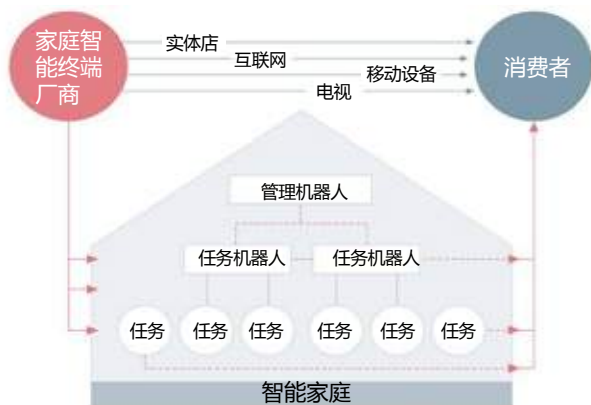 家庭智
能终端
厂商
实体店
互联网
移动设备
电视
消费者
管理机器人
任务机器人
任务机器人
任务
任务
任务
任务
任务
任务
智能家庭